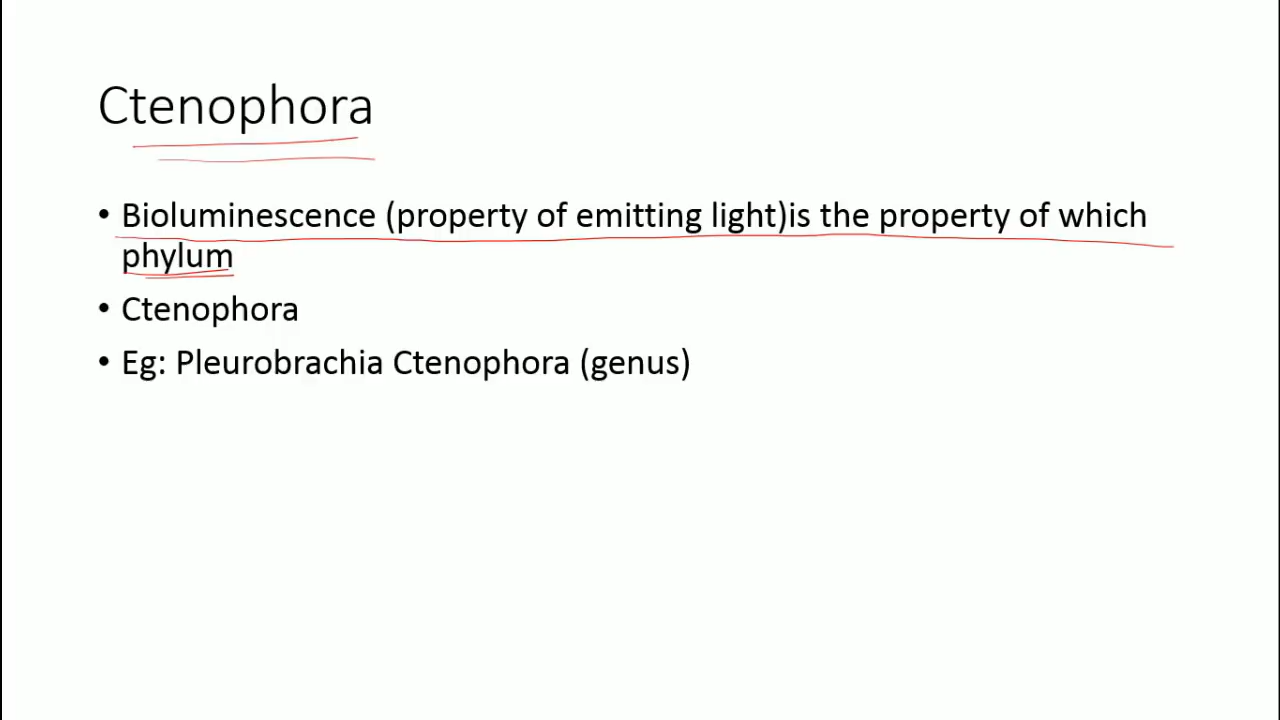 Ctenophora
• Bioluminescence (property of emitting light)is the property of which
phylum
• Ctenophora
• Eg: Pleurobrachia Ctenophora (genus)